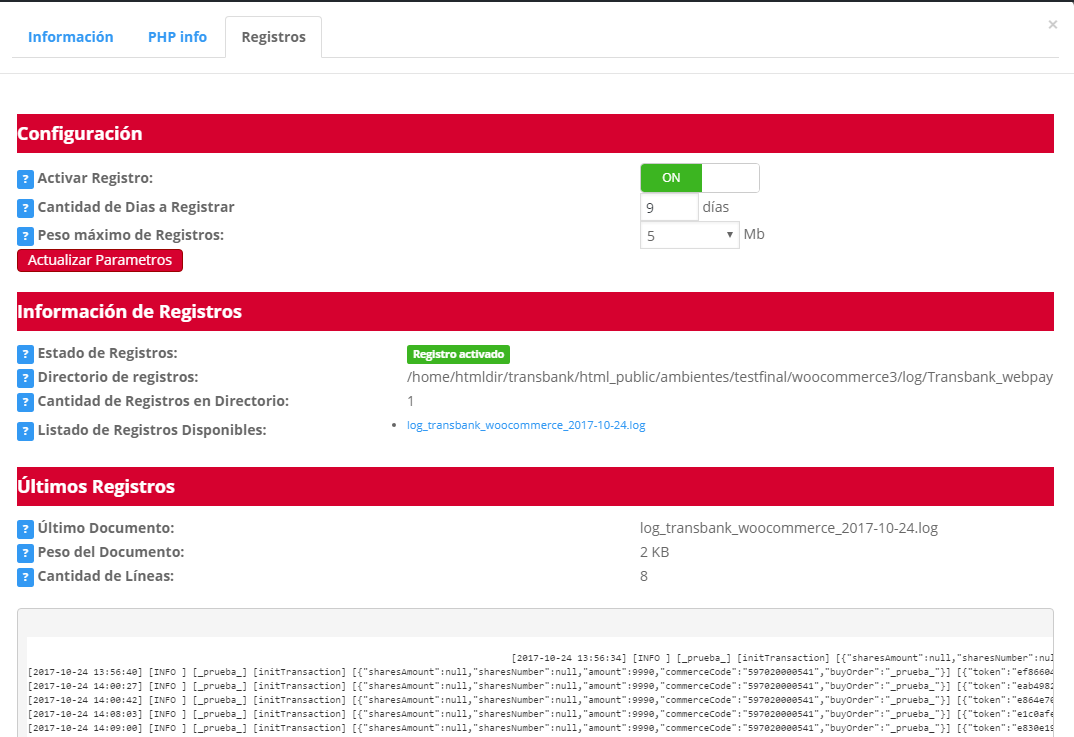 Información PHP info Registros ×
Configuración
? Activar Registro: ON
? Cantidad de Dias a Registrar 9 días
? Peso máximo de Registros: 5 Mb
Actualizar Parametros
Información de Registros
? Estado de Registros: Registro activado
? Directorio de registros: /home/htmldir/transbank/html_public/ambientes/testfinal/woocommerce3/log/Transbank_webpay
? Cantidad de Registros en Directorio: 1
? Listado de Registros Disponibles: • log_transbank_woocommerce_2017-10-24.log
Últimos Registros
? Último Documento: log_transbank_woocommerce_2017-10-24.log
? Peso del Documento: 2 KB
? Cantidad de Líneas: 8
[2017-10-24 13:56:34] [INFO ] [_prueba_] [initTransaction] [{"sharesAmount":null,"sharesNumber":nul
[2017-10-24 13:56:40] [INFO ] [_prueba_] [initTransaction] [{"sharesAmount":null,"sharesNumber":null,"amount":9990,"commerceCode":"597020000541","buyOrder":"_prueba_"}] [{"token":"ef8660
[2017-10-24 14:00:27] [INFO ] [_prueba_] [initTransaction] [{"sharesAmount":null,"sharesNumber":null,"amount":9990,"commerceCode":"597020000541","buyOrder":"_prueba_"}] [{"token":"eab498
[2017-10-24 14:00:42] [INFO ] [_prueba_] [initTransaction] [{"sharesAmount":null,"sharesNumber":null,"amount":9990,"commerceCode":"597020000541","buyOrder":"_prueba_"}] [{"token":"e864e7
[2017-10-24 14:08:03] [INFO ] [_prueba_] [initTransaction] [{"sharesAmount":null,"sharesNumber":null,"amount":9990,"commerceCode":"597020000541","buyOrder":"_prueba_"}] [{"token":"e1c0af
[2017-10-24 14:09:00] [INFO ] [_prueba_] [initTransaction] [{"sharesAmount":null,"sharesNumber":null,"amount":9990,"commerceCode":"597020000541","buyOrder":"_prueba_"}] [{"token":"e830e1